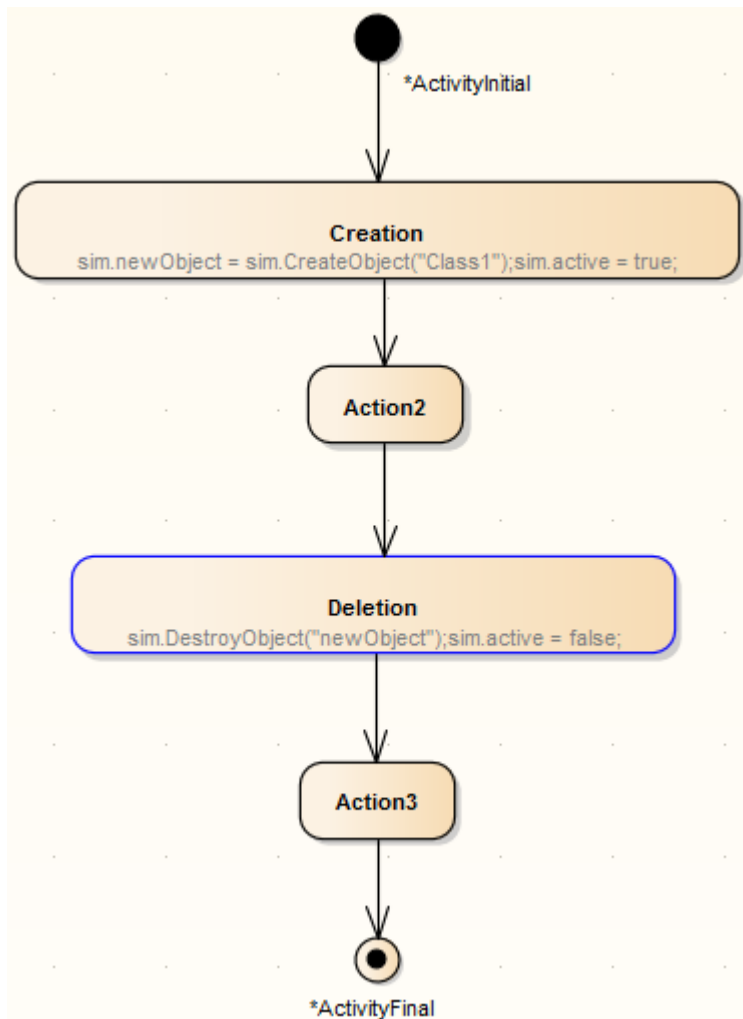 *ActivityInitial
Creation
sim.newObject = sim.CreateObject("Class1");sim.active = true;
Action2
Deletion
sim.DestroyObject("newObject");sim.active = false;
Action3
*ActivityFinal